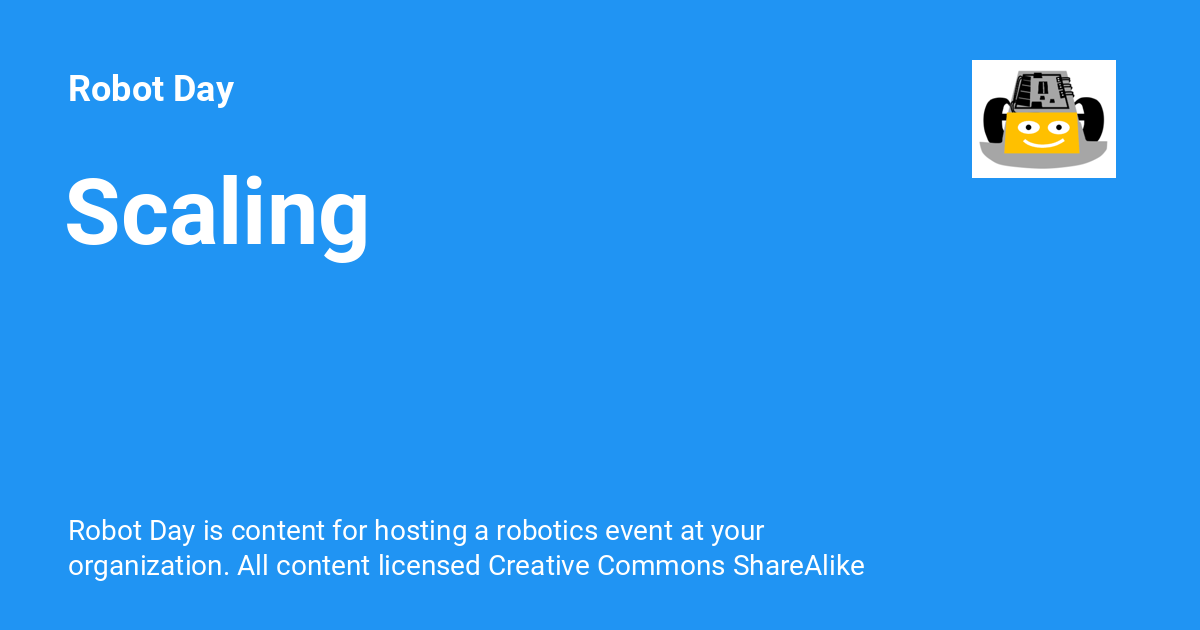 Robot Day
Scaling
Robot Day is content for hosting a robotics event at your
organization. All content licensed Creative Commons ShareAlike